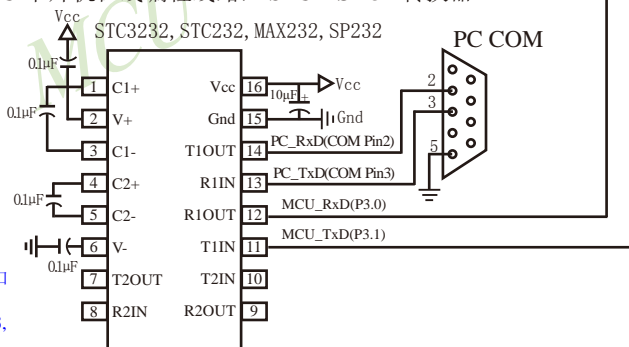 MCU
Vcc
STC3232, STC232, MAX232, SP232
PC COM
0.1µF
0.1µF
1 C1+
Vcc 16
Vcc
10µF +
2 V+
Gnd 15
Gnd
3 C1-
T1OUT 14
PC_RxD(COM Pin2)
2
3
5
4 C2+
R1IN 13
PC_TxD(COM Pin3)
0.1µF
5 C2-
R1OUT 12
MCU_RxD(P3.0)
6 V-
T1IN 11
MCU_TxD(P3.1)
0.1µF
7 T2OUT
T2IN 10
8 R2IN
R2OUT 9